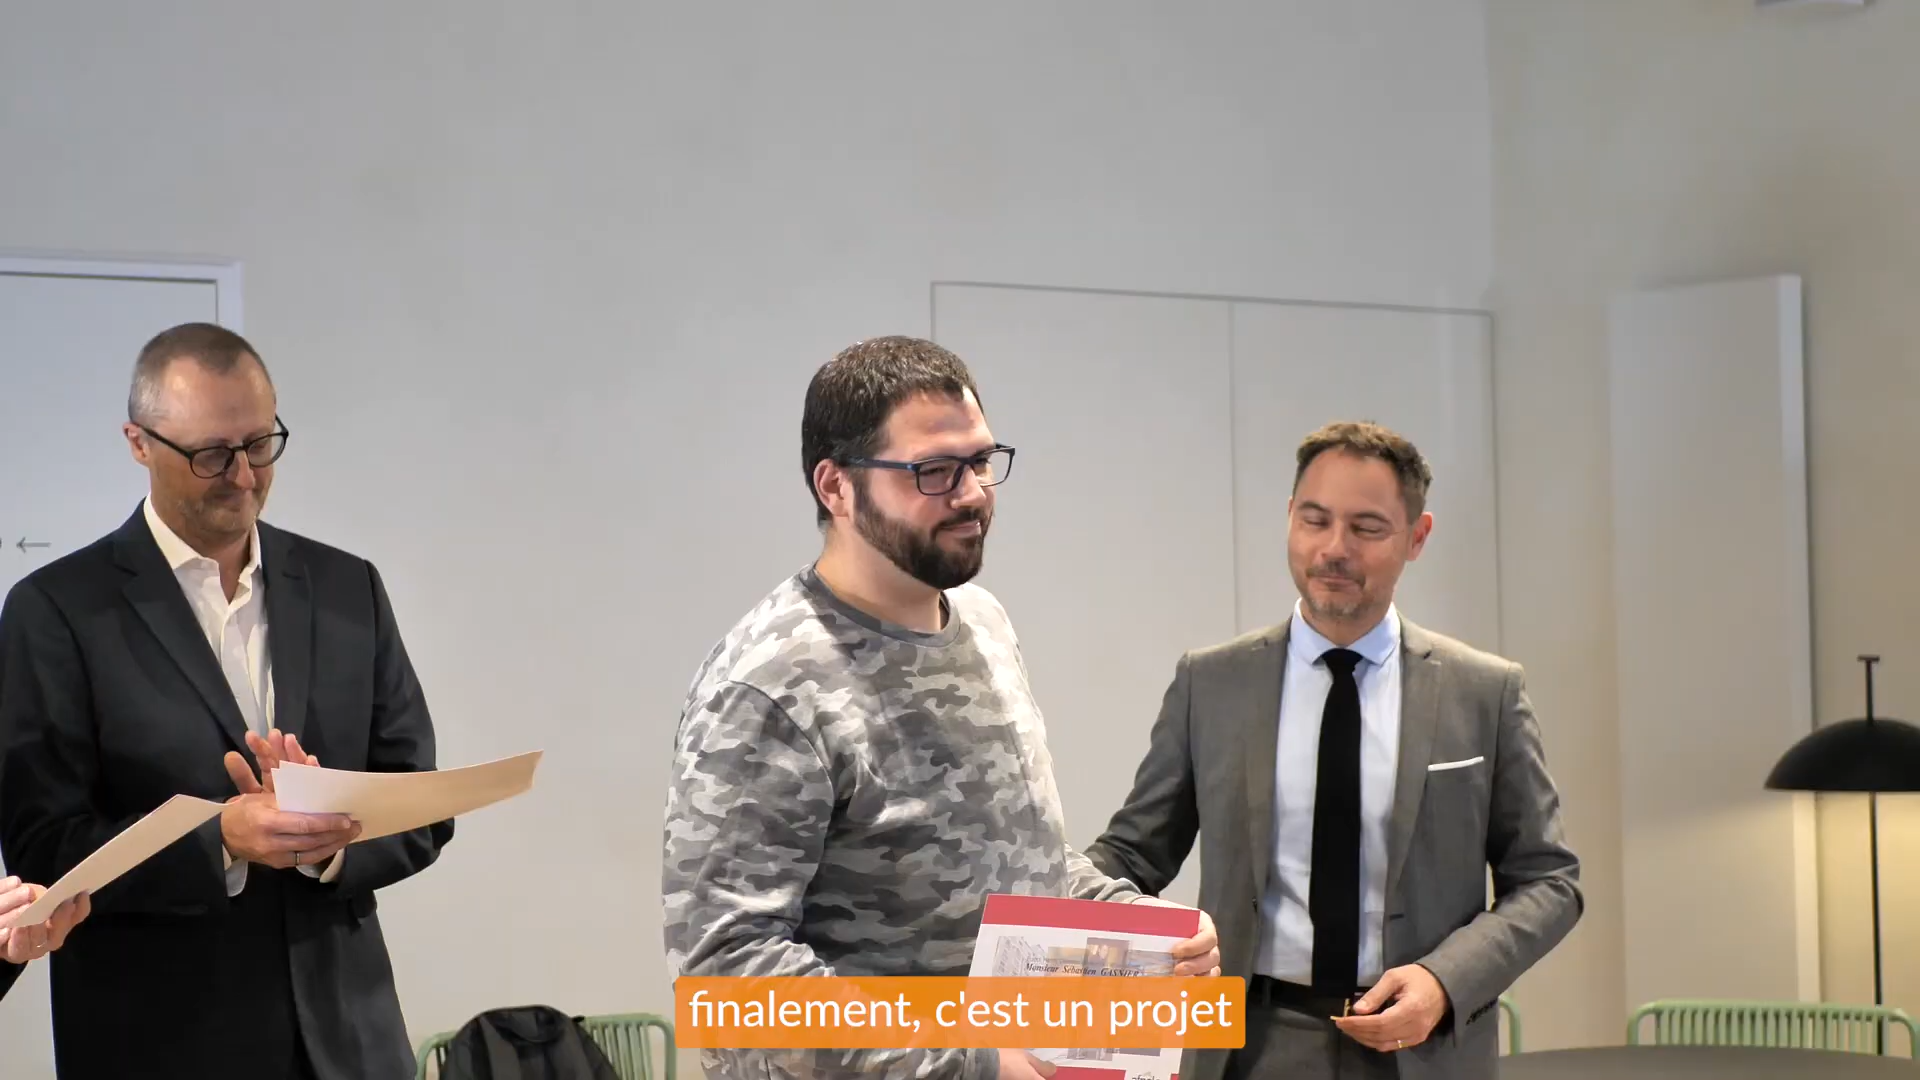 ←
Monsieur Sébastien GASNIER
finalement, c'est un projet